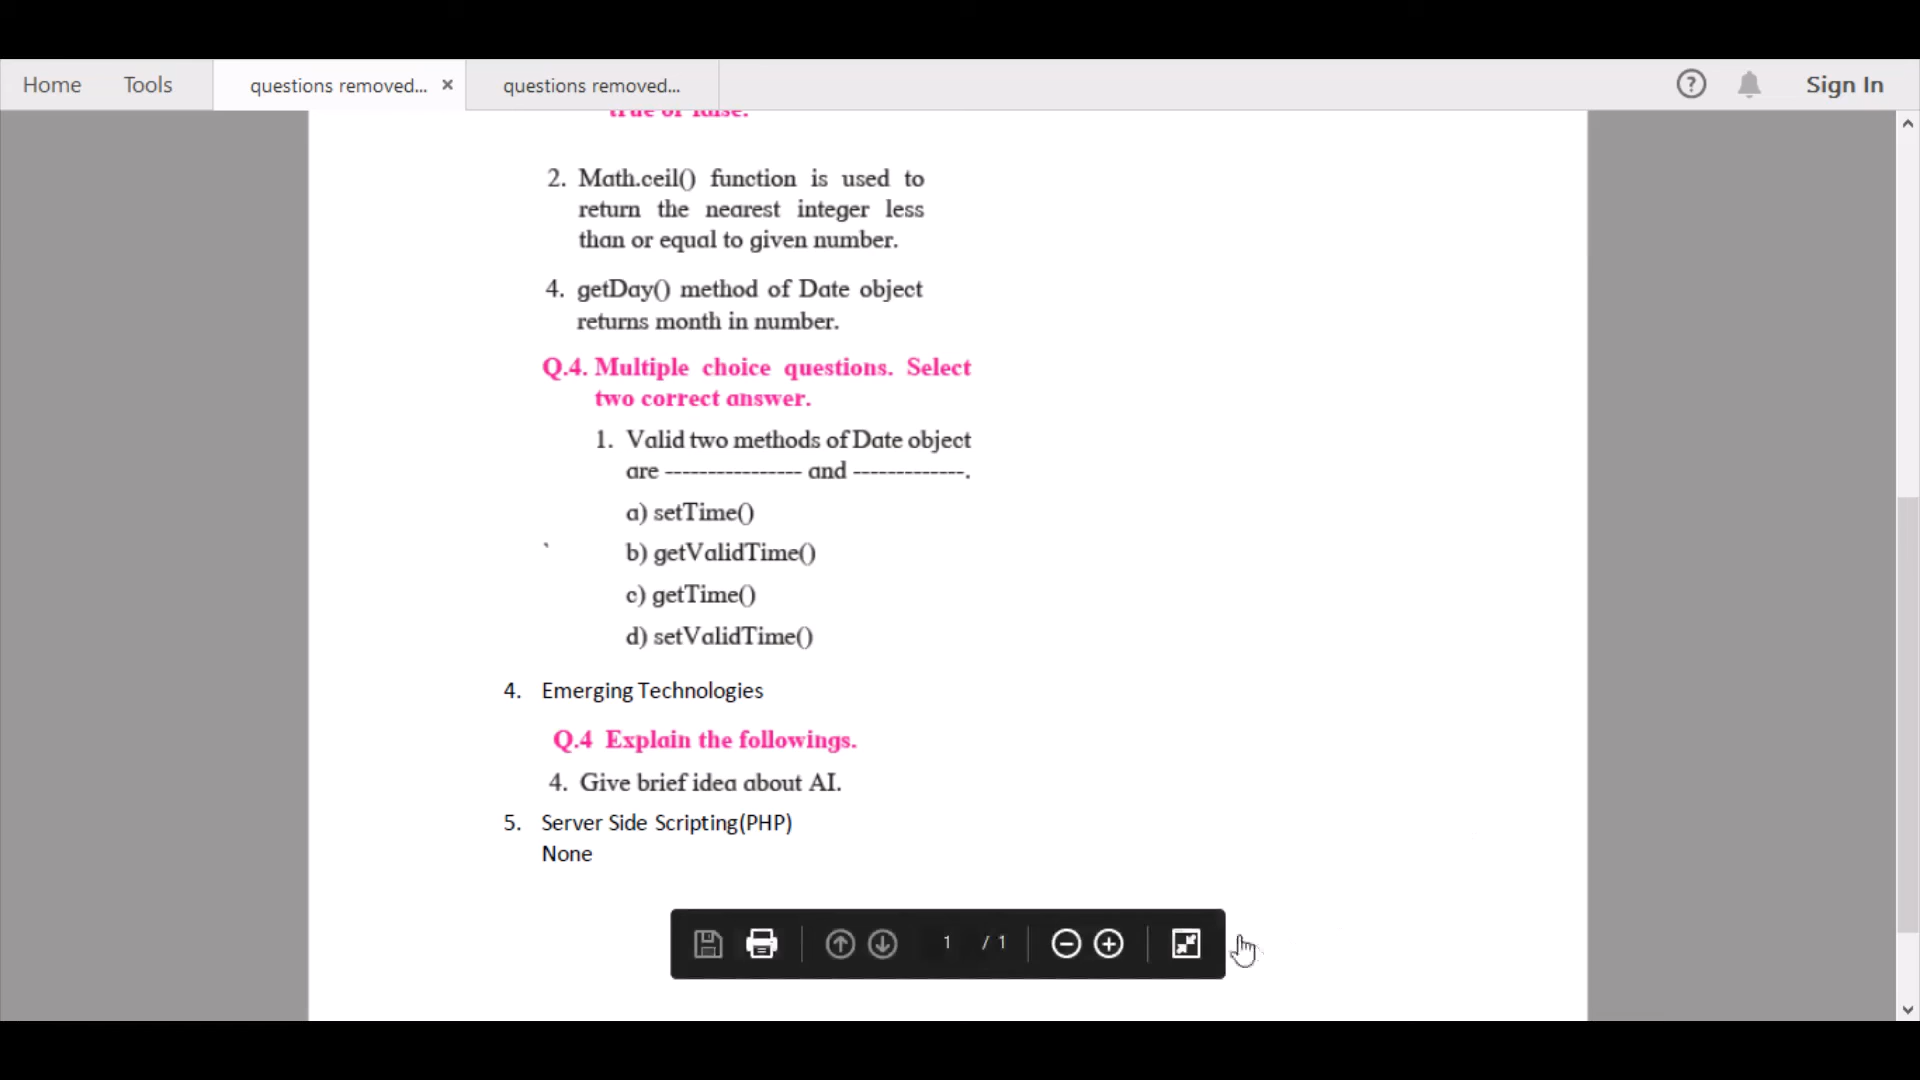 Home Tools questions removed... questions removed... Sign In
true or false.
2. Math.ceil() function is used to
return the nearest integer less
than or equal to given number.
4. getDay() method of Date object
returns month in number.
Q.4. Multiple choice questions. Select
two correct answer.
1. Valid two methods of Date object
are ---------------- and -------------.
a) setTime()
b) getValidTime()
c) getTime()
d) setValidTime()
4. Emerging Technologies
Q.4 Explain the followings.
4. Give brief idea about AI.
5. Server Side Scripting(PHP)
None
1 / 1